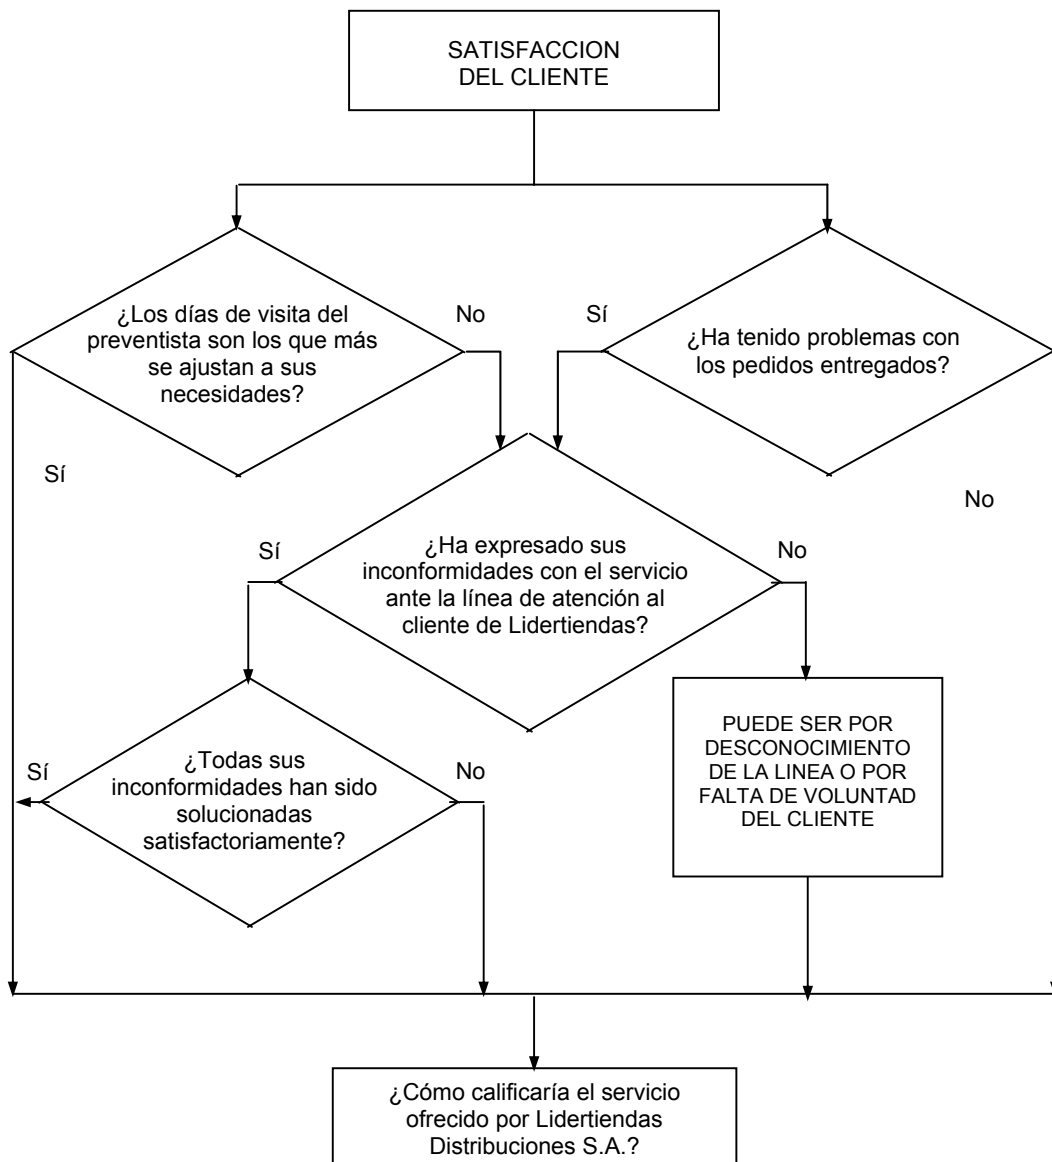 SATISFACCION
DEL CLIENTE
¿Los días de visita del
preventista son los que más
se ajustan a sus
necesidades?
No
Sí
¿Ha tenido problemas con
los pedidos entregados?
Sí
No
¿Ha expresado sus
inconformidades con el servicio
ante la línea de atención al
cliente de Lidertiendas?
Sí
No
¿Todas sus
inconformidades han sido
solucionadas
satisfactoriamente?
Sí
No
PUEDE SER POR
DESCONOCIMIENTO
DE LA LINEA O POR
FALTA DE VOLUNTAD
DEL CLIENTE
¿Cómo calificaría el servicio
ofrecido por Lidertiendas
Distribuciones S.A.?